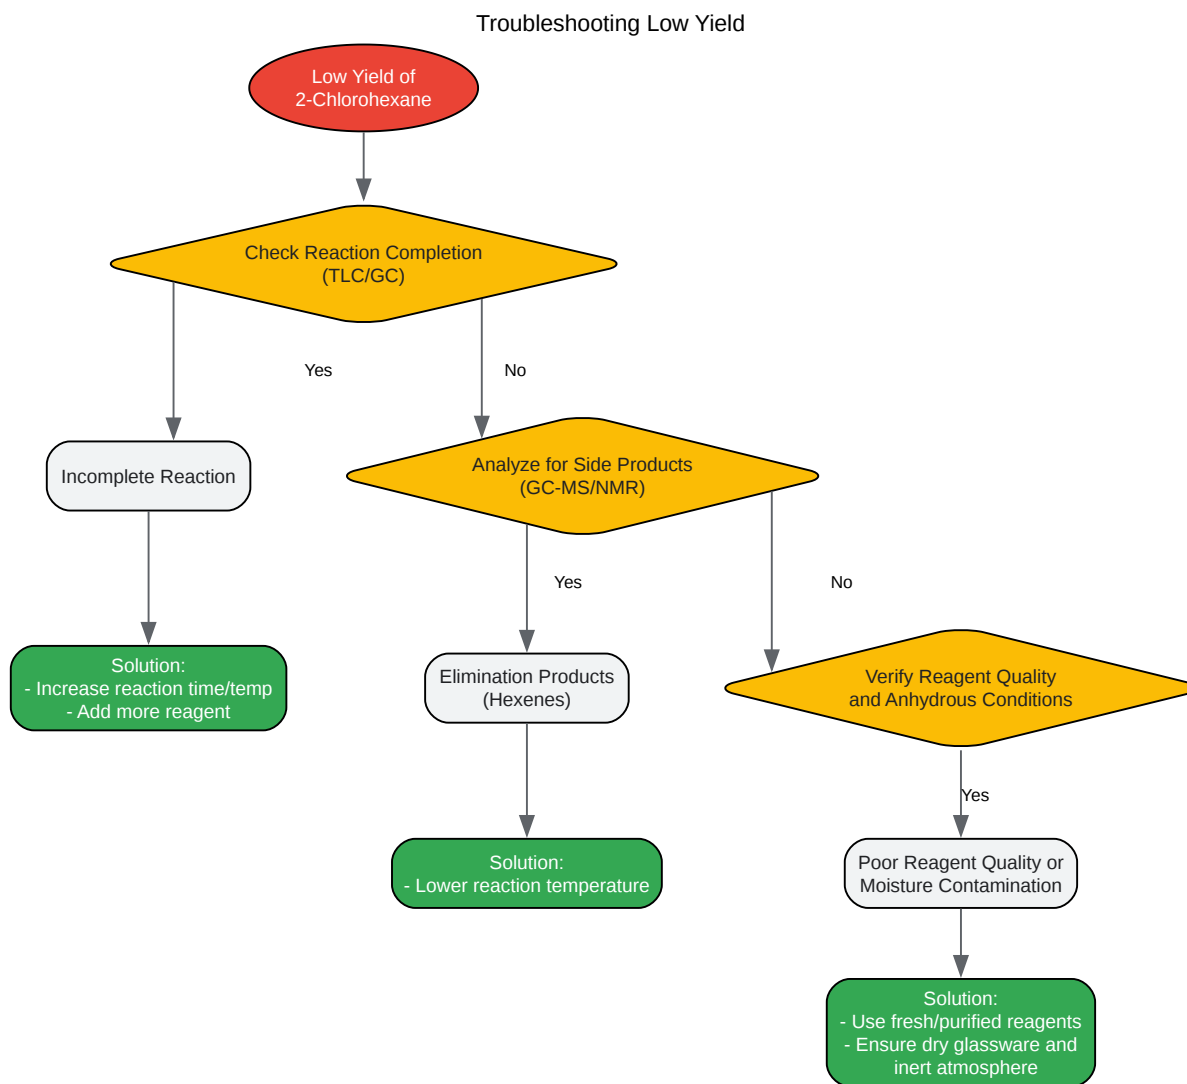 Troubleshooting Low Yield
Low Yield of
2-Chlorohexane
Check Reaction Completion
(TLC/GC)
Yes
No
Incomplete Reaction
Analyze for Side Products
(GC-MS/NMR)
Yes
No
Solution:
- Increase reaction time/temp
- Add more reagent
Elimination Products
(Hexenes)
Verify Reagent Quality
and Anhydrous Conditions
Yes
Solution:
- Lower reaction temperature
Poor Reagent Quality or
Moisture Contamination
Solution:
- Use fresh/purified reagents
- Ensure dry glassware and
inert atmosphere